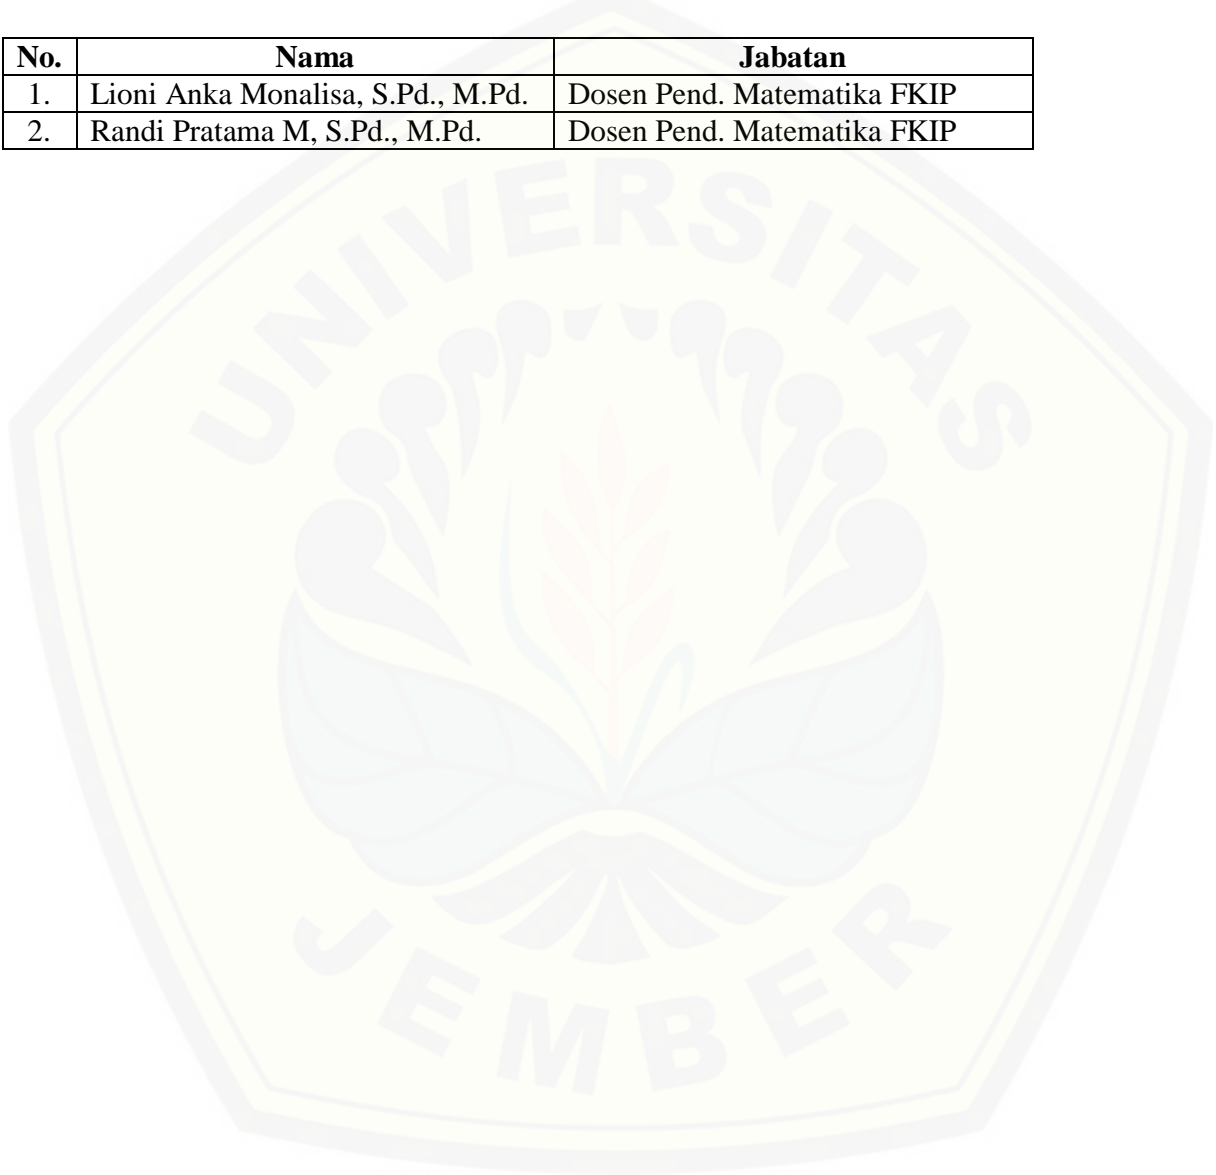 No. Nama Jabatan
1. Lioni Anka Monalisa, S.Pd., M.Pd. Dosen Pend. Matematika FKIP
2. Randi Pratama M, S.Pd., M.Pd. Dosen Pend. Matematika FKIP
UNIVERSITAS
JEMBER